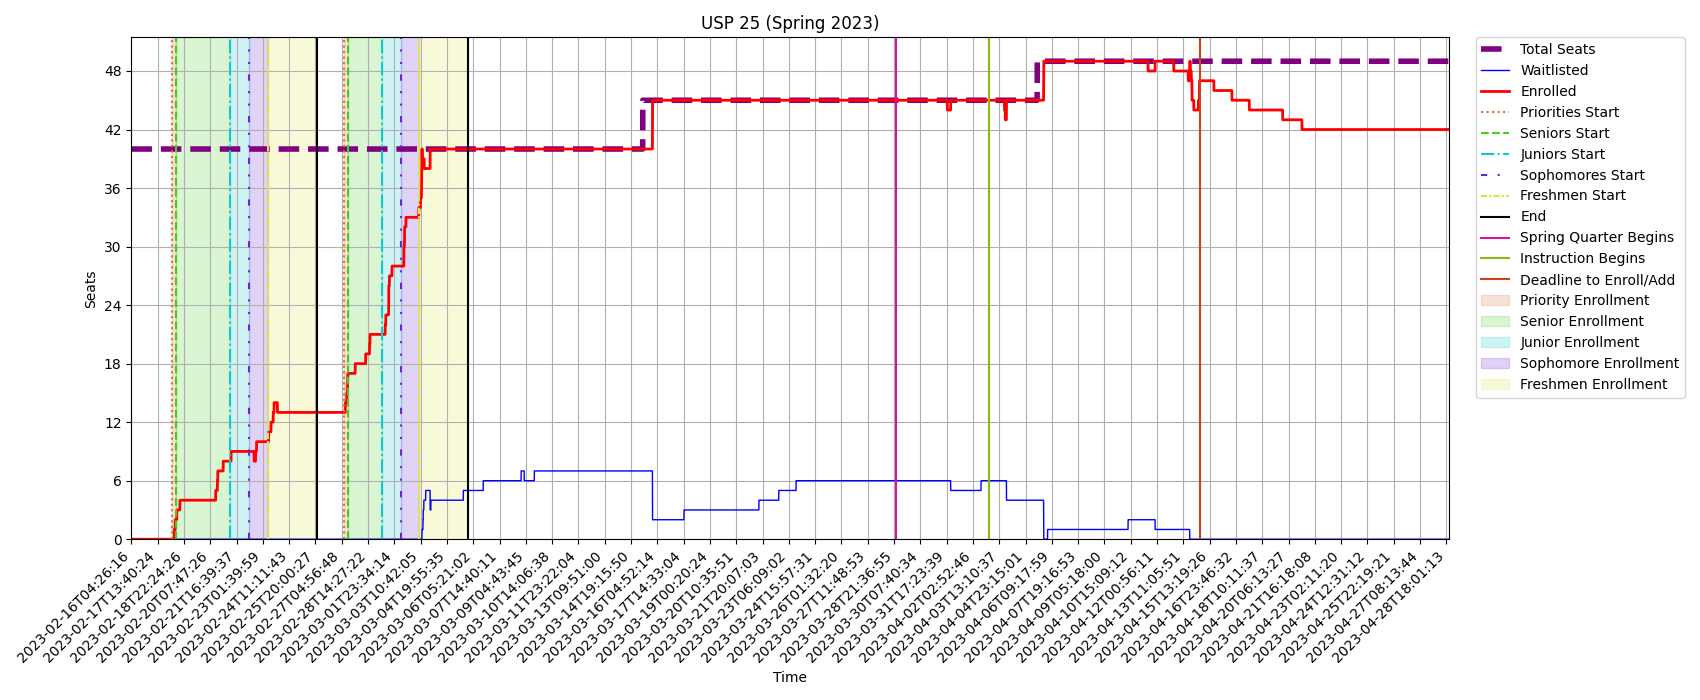 USP 25 (Spring 2023)
Seats
48
42
36
30
24
18
12
6
0
2023-02-16T04:26:16
2023-02-17T13:40:24
2023-02-18T22:24:26
2023-02-20T07:47:26
2023-02-21T16:39:37
2023-02-23T01:39:59
2023-02-24T11:11:43
2023-02-25T20:00:27
2023-02-27T04:56:48
2023-02-28T14:27:22
2023-03-01T23:34:14
2023-03-03T10:42:05
2023-03-04T19:55:35
2023-03-06T05:21:02
2023-03-07T14:40:11
2023-03-09T04:43:45
2023-03-10T14:06:38
2023-03-11T23:22:04
2023-03-13T09:51:00
2023-03-14T19:15:50
2023-03-16T04:52:14
2023-03-17T14:33:04
2023-03-19T00:20:24
2023-03-20T10:35:51
2023-03-21T20:07:03
2023-03-23T06:09:02
2023-03-24T15:57:31
2023-03-26T01:32:20
2023-03-27T11:48:53
2023-03-28T21:36:55
2023-03-30T07:40:34
2023-03-31T17:23:39
2023-04-02T02:52:46
2023-04-03T13:10:37
2023-04-04T23:15:01
2023-04-06T09:17:59
2023-04-07T19:16:53
2023-04-09T05:18:00
2023-04-10T15:09:12
2023-04-12T00:56:11
2023-04-13T11:05:51
2023-04-15T13:19:26
2023-04-16T23:46:32
2023-04-18T10:11:37
2023-04-20T06:13:27
2023-04-21T16:18:08
2023-04-23T02:11:20
2023-04-24T12:31:12
2023-04-25T22:19:21
2023-04-27T08:13:44
2023-04-28T18:01:13
Time
Total Seats
Waitlisted
Enrolled
Priorities Start
Seniors Start
Juniors Start
Sophomores Start
Freshmen Start
End
Spring Quarter Begins
Instruction Begins
Deadline to Enroll/Add
Priority Enrollment
Senior Enrollment
Junior Enrollment
Sophomore Enrollment
Freshmen Enrollment